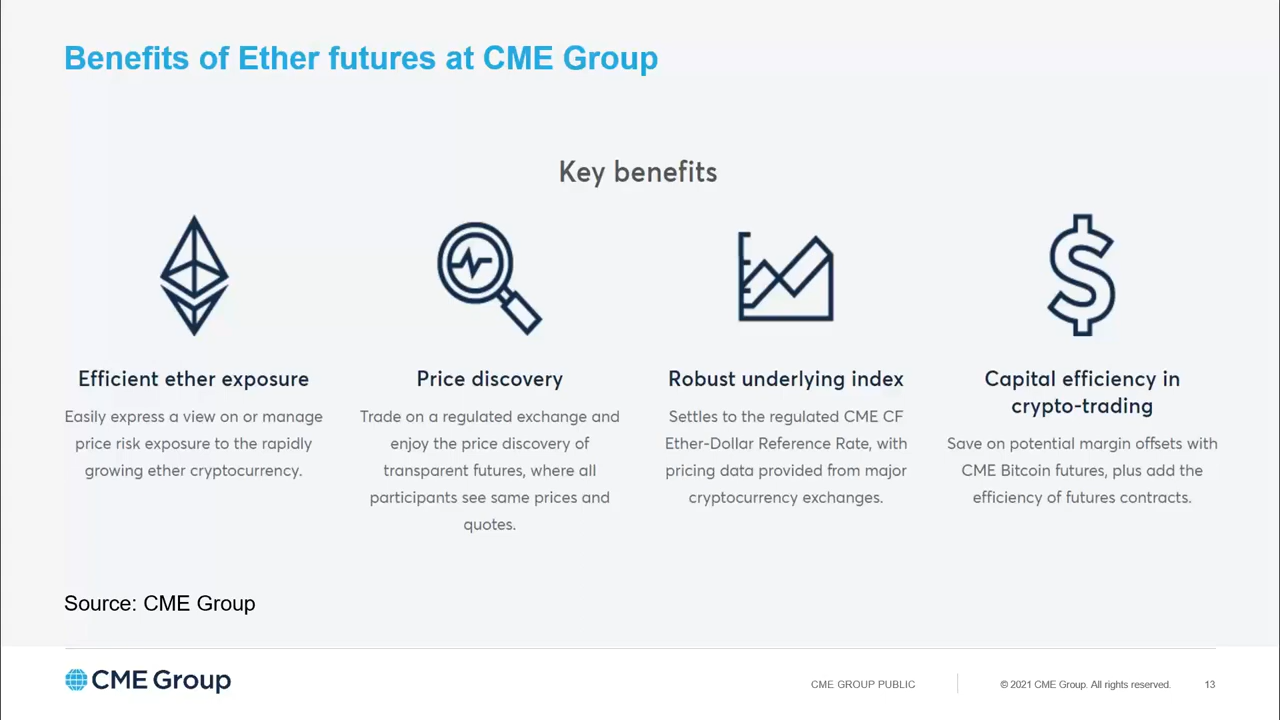 Benefits of Ether futures at CME Group
Key benefits
Efficient ether exposure
Easily express a view on or manage
price risk exposure to the rapidly
growing ether cryptocurrency.
Price discovery
Trade on a regulated exchange and
enjoy the price discovery of
transparent futures, where all
participants see same prices and
quotes.
Robust underlying index
Settles to the regulated CME CF
Ether-Dollar Reference Rate, with
pricing data provided from major
cryptocurrency exchanges.
Capital efficiency in
crypto-trading
Save on potential margin offsets with
CME Bitcoin futures, plus add the
efficiency of futures contracts.
Source: CME Group
CME Group
CME GROUP PUBLIC
© 2021 CME Group. All rights reserved.
13